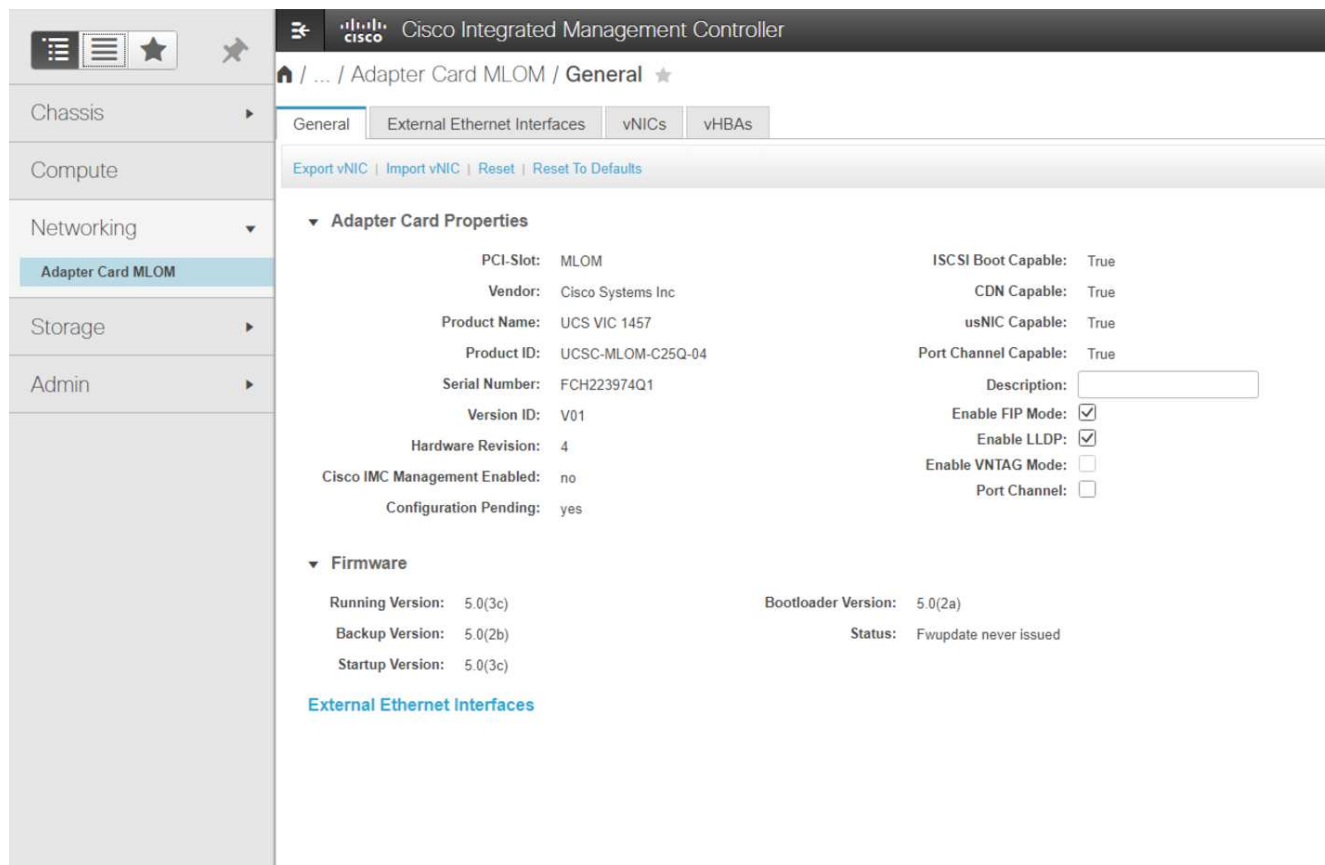 cisco Cisco Integrated Management Controller
/ ... / Adapter Card MLOM / General
Chassis
Compute
Networking
Adapter Card MLOM
Storage
Admin
General External Ethernet Interfaces vNICs vHBAs
Export vNIC | Import vNIC | Reset | Reset To Defaults
Adapter Card Properties
PCI-Slot: MLOM
Vendor: Cisco Systems Inc
Product Name: UCS VIC 1457
Product ID: UCSC-MLOM-C25Q-04
Serial Number: FCH223974Q1
Version ID: V01
Hardware Revision: 4
Cisco IMC Management Enabled: no
Configuration Pending: yes
ISCSI Boot Capable: True
CDN Capable: True
usNIC Capable: True
Port Channel Capable: True
Description:
Enable FIP Mode:
Enable LLDP:
Enable VNTAG Mode:
Port Channel:
Firmware
Running Version: 5.0(3c)
Backup Version: 5.0(2b)
Startup Version: 5.0(3c)
Bootloader Version: 5.0(2a)
Status: Fwupdate never issued
External Ethernet Interfaces